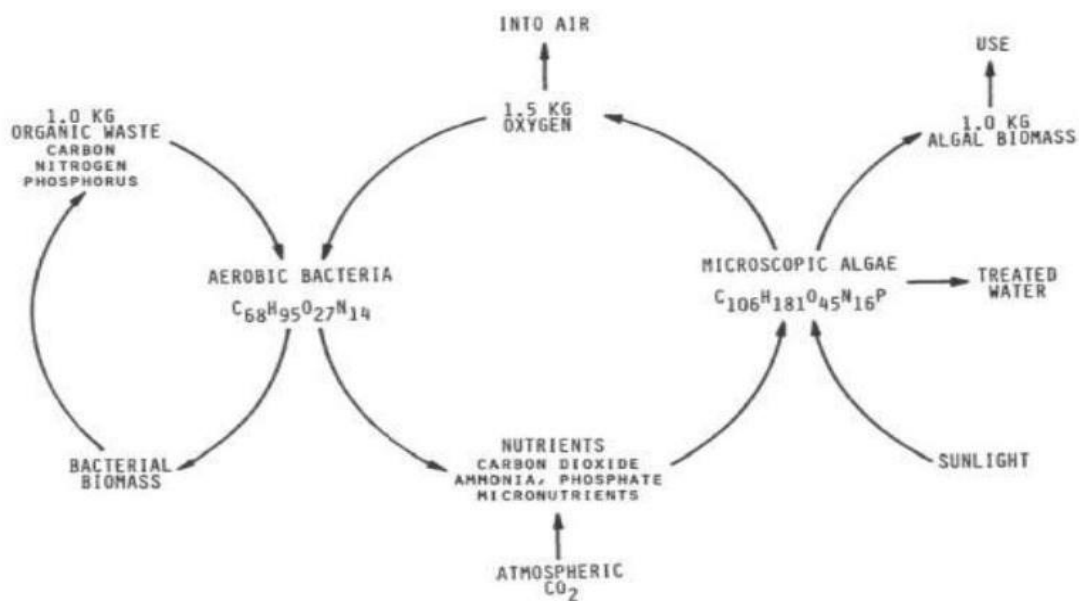 INTO AIR
1.5 KG
OXYGEN
USE
1.0 KG
ALGAL BIOMASS
1.0 KG
ORGANIC WASTE
CARBON
NITROGEN
PHOSPHORUS
AEROBIC BACTERIA
C68H95O27N14
MICROSCOPIC ALGAE
C106H181O45N16P
TREATED
WATER
BACTERIAL
BIOMASS
NUTRIENTS
CARBON DIOXIDE
AMMONIA, PHOSPHATE
MICRONUTRIENTS
SUNLIGHT
ATMOSPHERIC
CO2